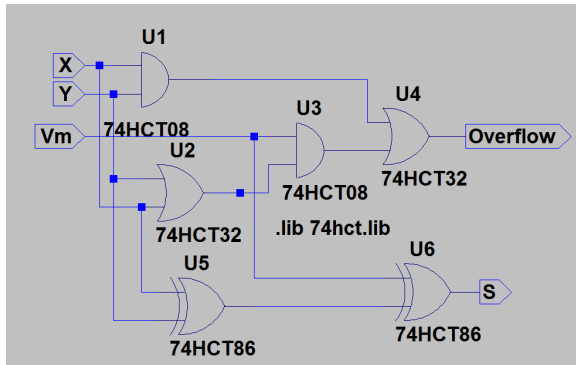 U1
X
Y
74HCT08
Vm
U2
74HCT32
U3
74HCT08
U4
74HCT32
Overflow
.lib 74hct.lib
U5
74HCT86
U6
74HCT86
S